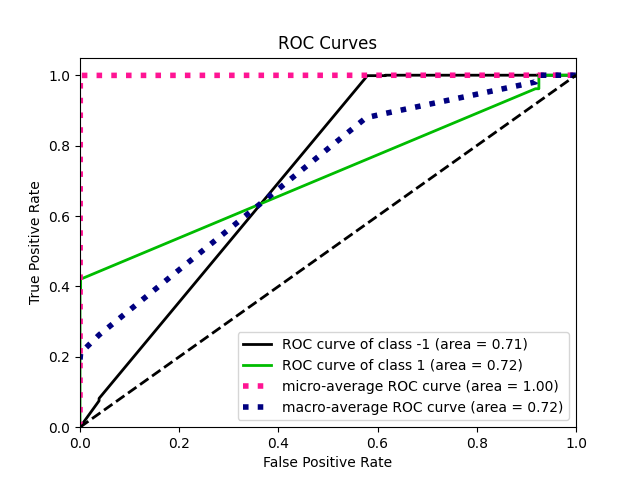 ROC Curves
True Positive Rate
1.0
0.8
0.6
0.4
0.2
0.0
0.0 0.2 0.4 0.6 0.8 1.0
False Positive Rate
ROC curve of class -1 (area = 0.71)
ROC curve of class 1 (area = 0.72)
micro-average ROC curve (area = 1.00)
macro-average ROC curve (area = 0.72)